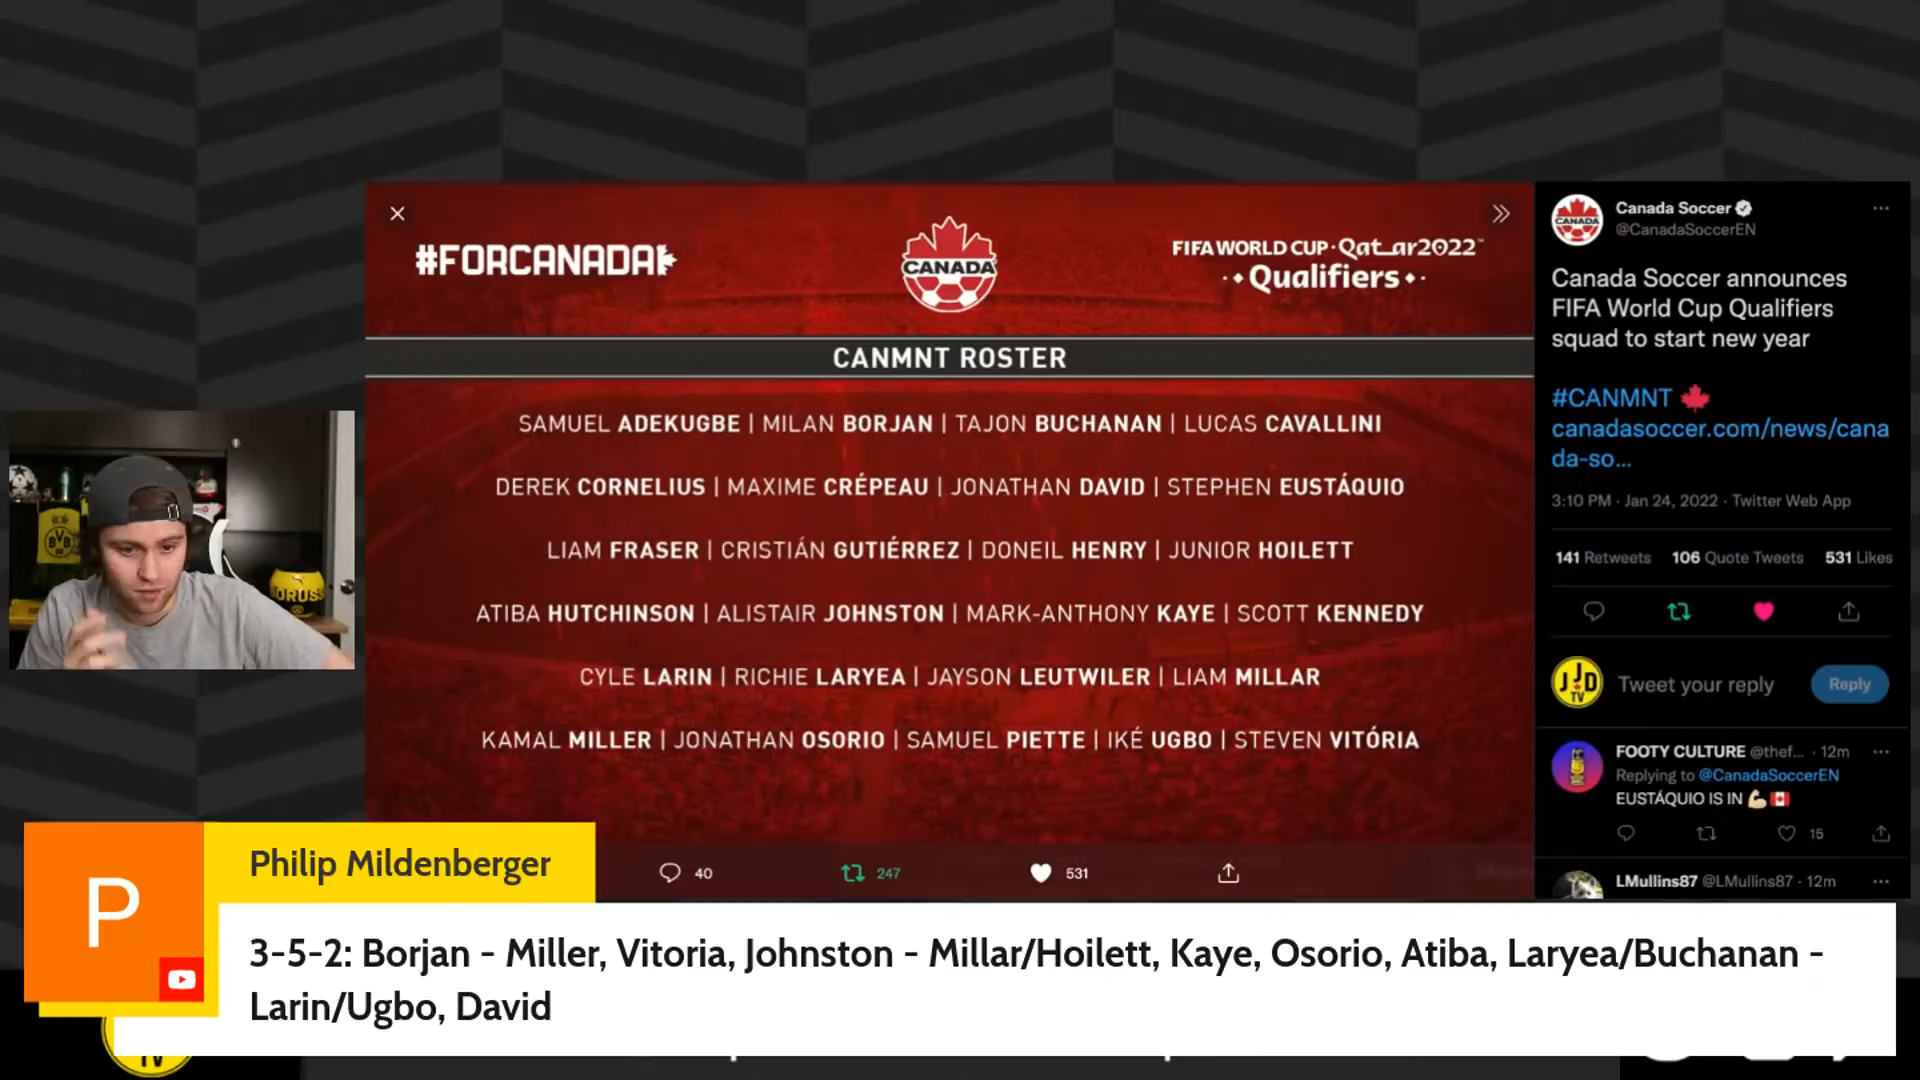 #FORCANADA
CANADA
FIFA WORLD CUP · Qatar2022™
Qualifiers
CANMNT ROSTER
SAMUEL ADEKUGBE | MILAN BORJAN | TAJON BUCHANAN | LUCAS CAVALLINI
DEREK CORNELIUS | MAXIME CRÉPEAU | JONATHAN DAVID | STEPHEN EUSTÁQUIO
LIAM FRASER | CRISTIÁN GUTIÉRREZ | DONEIL HENRY | JUNIOR HOILETT
ATIBA HUTCHINSON | ALISTAIR JOHNSTON | MARK-ANTHONY KAYE | SCOTT KENNEDY
CYLE LARIN | RICHIE LARYEA | JAYSON LEUTWILER | LIAM MILLAR
KAMAL MILLER | JONATHAN OSORIO | SAMUEL PIETTE | IKÉ UGBO | STEVEN VITÓRIA
40 247 531
CANADA
Canada Soccer
@CanadaSoccerEN
Canada Soccer announces
FIFA World Cup Qualifiers
squad to start new year
#CANMNT 🍁
canadasoccer.com/news/cana
da-so...
3:10 PM · Jan 24, 2022 · Twitter Web App
141 Retweets 106 Quote Tweets 531 Likes
JJD
TV
Tweet your reply
Reply
FOOTY CULTURE @thef... · 12m
Replying to @CanadaSoccerEN
EUSTÁQUIO IS IN 💪🏻🇨🇦
15
LMullins87 @LMullins87 · 12m
BVB
P
Philip Mildenberger
3-5-2: Borjan - Miller, Vitoria, Johnston - Millar/Hoilett, Kaye, Osorio, Atiba, Laryea/Buchanan -
Larin/Ugbo, David
TV